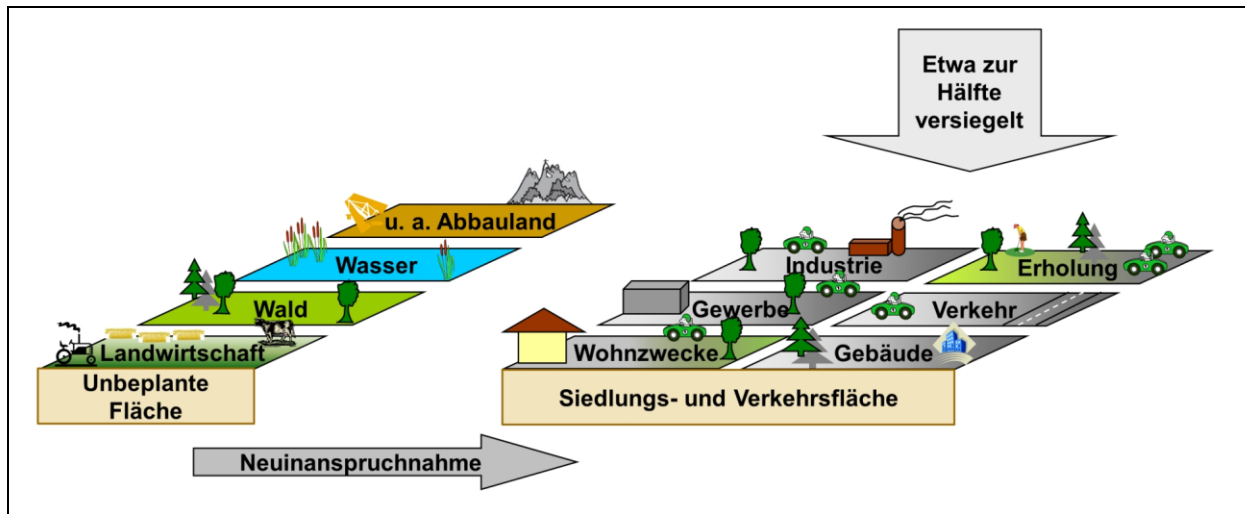 Etwa zur
Hälfte
versiegelt
u. a. Abbauland
Wasser
Wald
Landwirtschaft
Unbeplante
Fläche
Industrie
Erholung
Gewerbe
Verkehr
Wohnzwecke
Gebäude
Siedlungs- und Verkehrsfläche
Neuinanspruchnahme